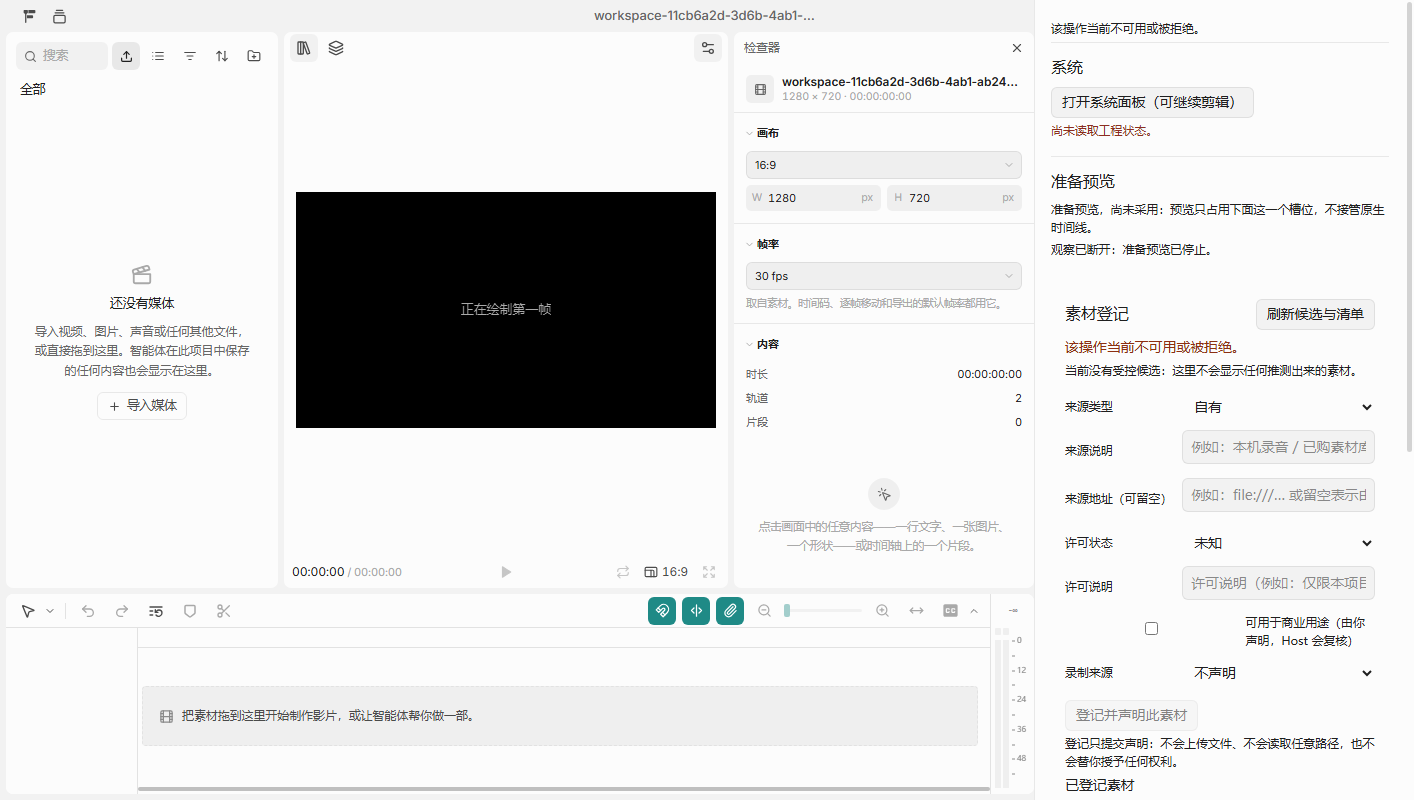 workspace-11cb6a2d-3d6b-4ab1-...
搜索
全部
还没有媒体
导入视频、图片、声音或任何其他文件，
或直接拖到这里。智能体在此项目中保存
的任何内容也会显示在这里。
导入媒体
正在绘制第一帧
00:00:00 / 00:00:00
16:9
检查器
workspace-11cb6a2d-3d6b-4ab1-ab24...
1280 × 720 · 00:00:00:00
画布
16:9
W 1280 px
H 720 px
帧率
30 fps
取自素材。时间码、逐帧移动和导出的默认帧率都用它。
内容
时长 00:00:00:00
轨道 2
片段 0
点击画面中的任意内容——一行文字、一张图片、
一个形状——或时间轴上的一个片段。
CC
-∞
0
-12
-24
-36
-48
把素材拖到这里开始制作影片，或让智能体帮你做一部。
该操作当前不可用或被拒绝。
系统
打开系统面板（可继续剪辑）
尚未读取工程状态。
准备预览
准备预览，尚未采用：预览只占用下面这一个槽位，不接管原生
时间线。
观察已断开：准备预览已停止。
素材登记
刷新候选与清单
该操作当前不可用或被拒绝。
当前没有受控候选：这里不会显示任何推测出来的素材。
来源类型 自有
来源说明 例如：本机录音 / 已购素材库
来源地址（可留空） 例如：file:///... 或留空表示由
许可状态 未知
许可说明 许可说明（例如：仅限本项目
可用于商业用途（由你
声明，Host 会复核）
录制来源 不声明
登记并声明此素材
登记只提交声明：不会上传文件、不会读取任意路径，也不
会替你授予任何权利。
已登记素材